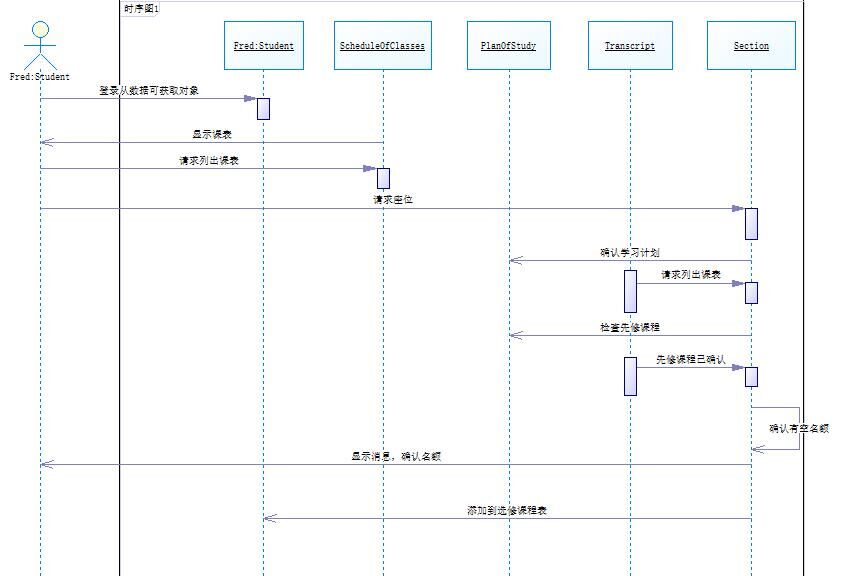 时序图1
Fred:Student
Fred:Student
ScheduleOfClasses
PlanOfStudy
Transcript
Section
登录从数据可获取对象
显示课表
请求列出课表
请求座位
确认学习计划
请求列出课表
检查先修课程
先修课程已确认
确认有空名额
显示消息，确认名额
添加到选修课程表